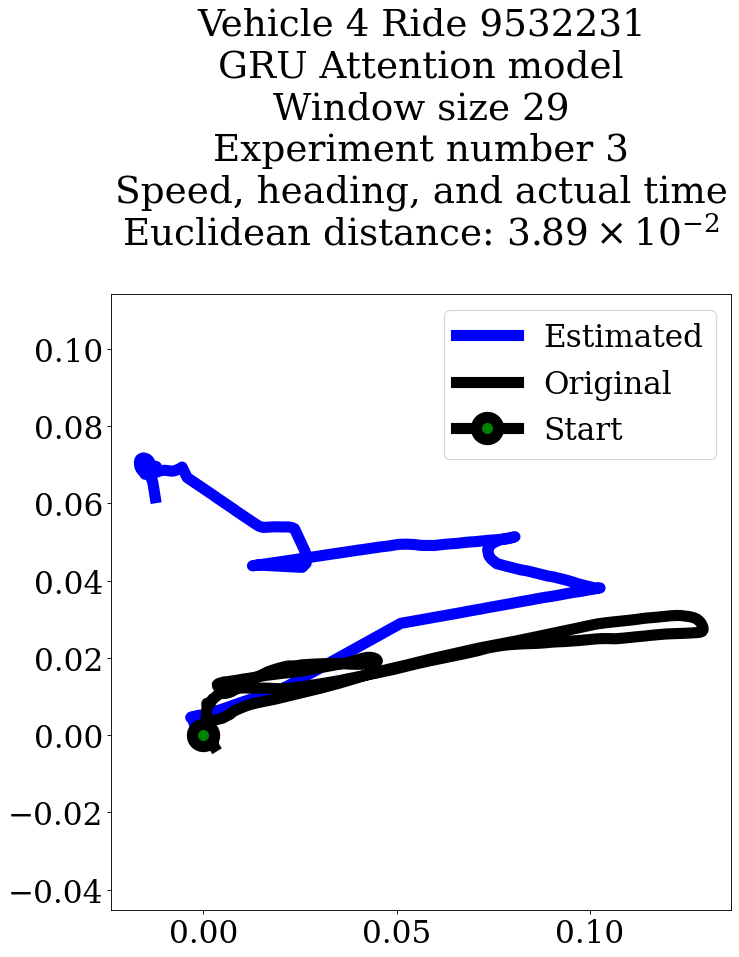 Vehicle 4 Ride 9532231
GRU Attention model
Window size 29
Experiment number 3
Speed, heading, and actual time
Euclidean distance: 3.89 × 10⁻²
Estimated
Original
Start
0.10
0.08
0.06
0.04
0.02
0.00
−0.02
−0.04
0.00 0.05 0.10